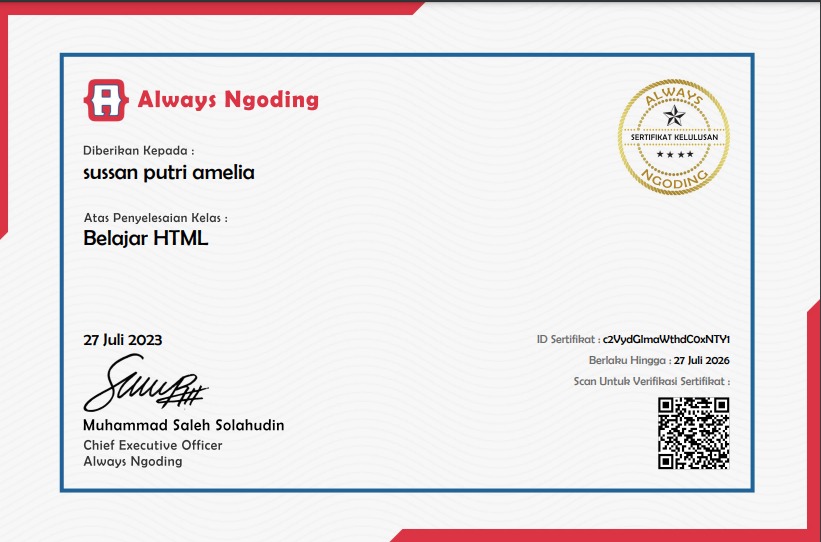 Always Ngoding
ALWAYS
SERTIFIKAT KELULUSAN
NGODING
Diberikan Kepada :
sussan putri amelia
Atas Penyelesaian Kelas :
Belajar HTML
27 Juli 2023
Muhammad Saleh Solahudin
Chief Executive Officer
Always Ngoding
ID Sertifikat : c2VydGlmaWthdC0xNTY1
Berlaku Hingga : 27 Juli 2026
Scan Untuk Verifikasi Sertifikat :